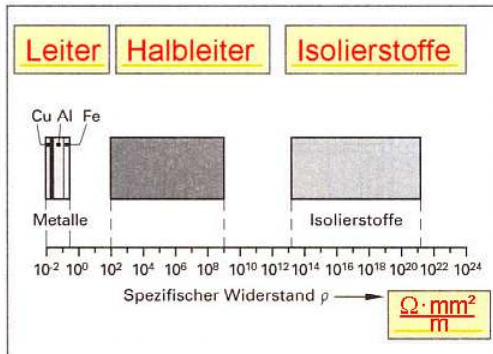 Leiter Halbleiter Isolierstoffe
Cu Al Fe
Metalle Isolierstoffe
10⁻² 10⁰ 10² 10⁴ 10⁶ 10⁸ 10¹⁰ 10¹² 10¹⁴ 10¹⁶ 10¹⁸ 10²⁰ 10²² 10²⁴
Spezifischer Widerstand ρ
Ω·mm²
m